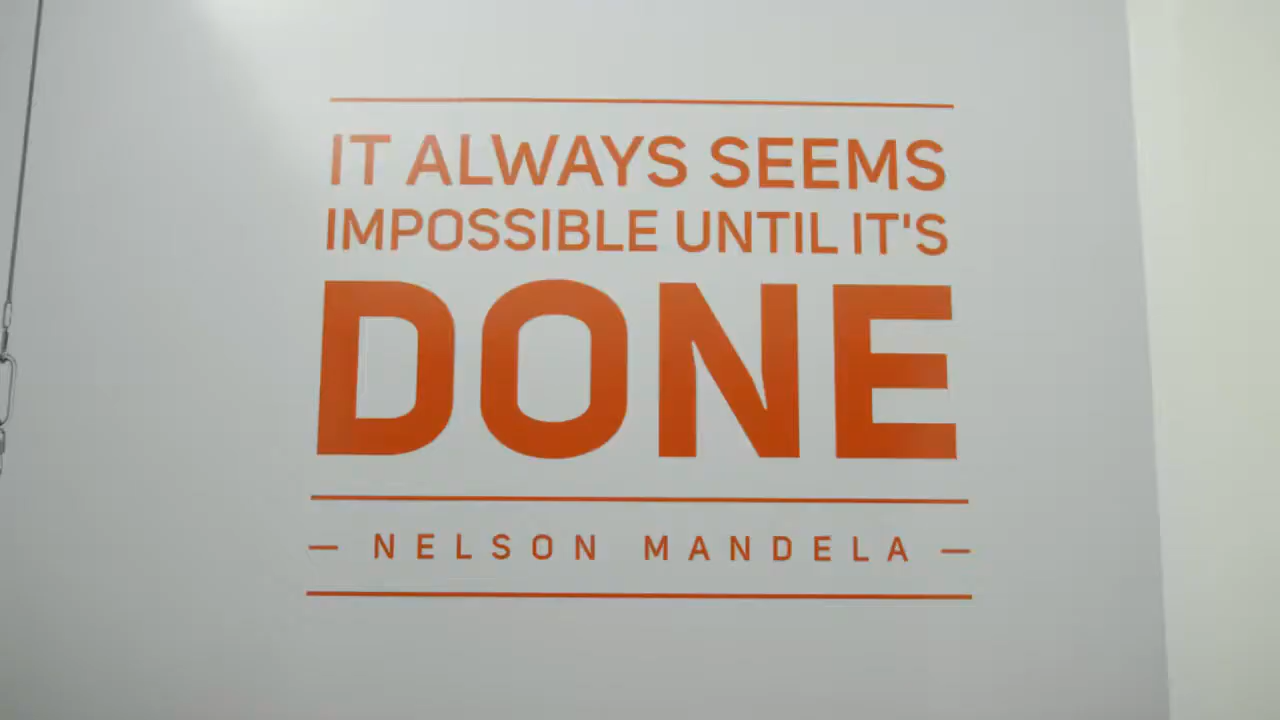 IT ALWAYS SEEMS
IMPOSSIBLE UNTIL IT'S
DONE
— NELSON MANDELA —